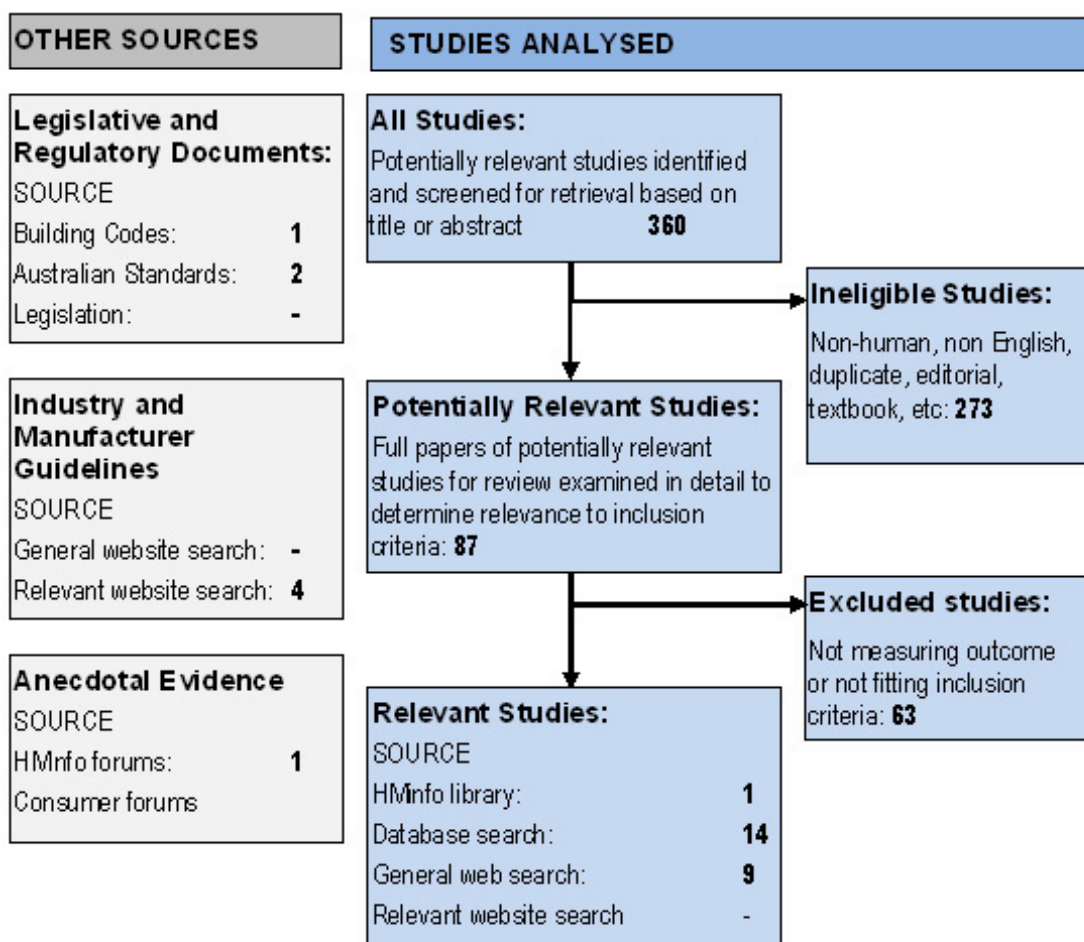 OTHER SOURCES
Legislative and
Regulatory Documents:
SOURCE
Building Codes: 1
Australian Standards: 2
Legislation: -
Industry and
Manufacturer
Guidelines
SOURCE
General website search: -
Relevant website search: 4
Anecdotal Evidence
SOURCE
HMnfo forums: 1
Consumer forums
STUDIES ANALYSED
All Studies:
Potentially relevant studies identified
and screened for retrieval based on
title or abstract 360
Ineligible Studies:
Non-human, non English,
duplicate, editorial,
textbook, etc: 273
Potentially Relevant Studies:
Full papers of potentially relevant
studies for review examined in detail to
determine relevance to inclusion
criteria: 87
Excluded studies:
Not measuring outcome
or not fitting inclusion
criteria: 63
Relevant Studies:
SOURCE
HMinfo library: 1
Database search: 14
General web search: 9
Relevant website search -